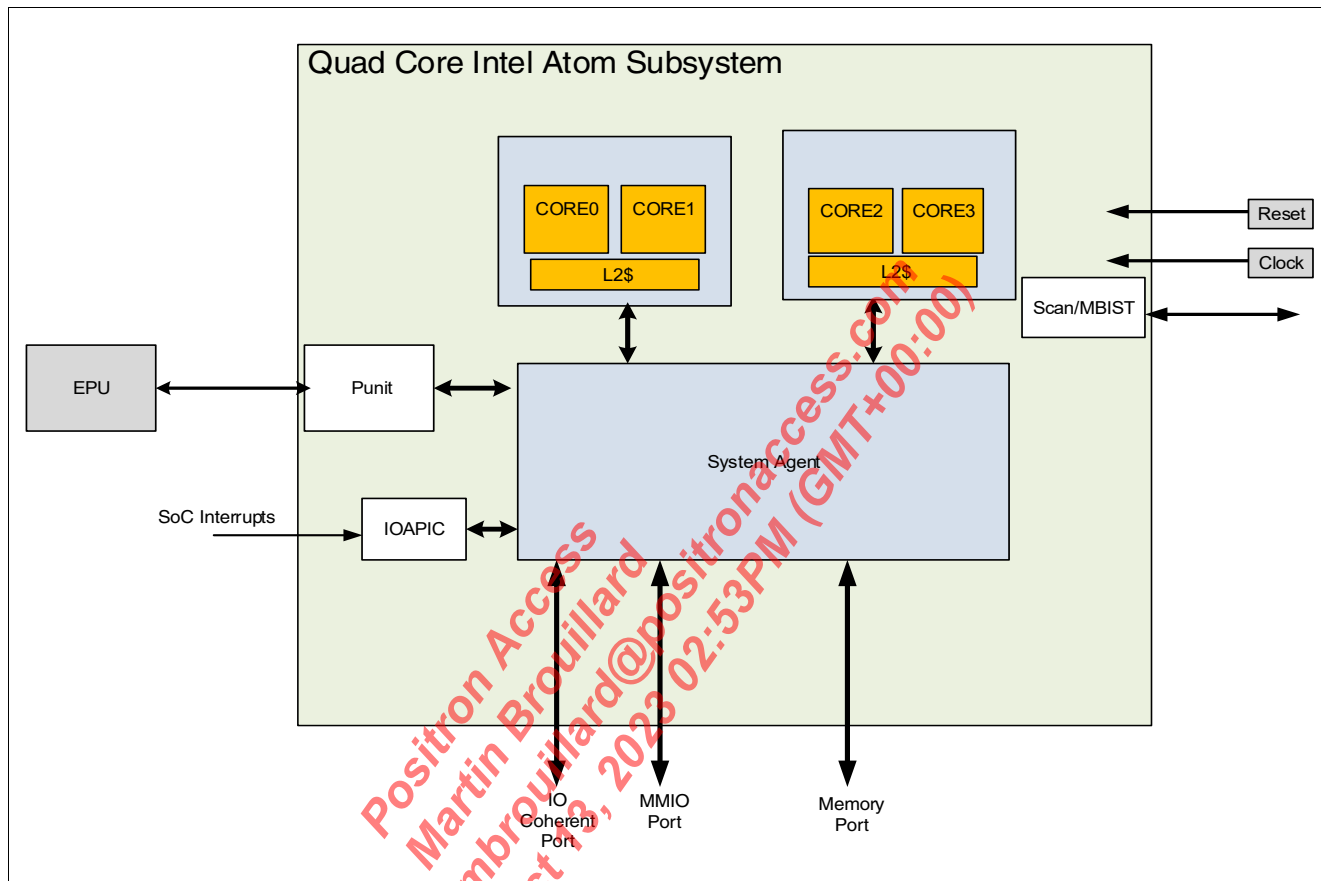 Quad Core Intel Atom Subsystem
CORE0
CORE1
CORE2
CORE3
L2$
L2$
Reset
Clock
Scan/MBIST
EPU
Punit
System Agent
SoC Interrupts
IOAPIC
IO
Coherent
Port
MMIO
Port
Memory
Port
Positron Access
Martin Brouillard
mbrouillard@positronaccess.com
13, 2023 02:53PM (GMT+00:00)